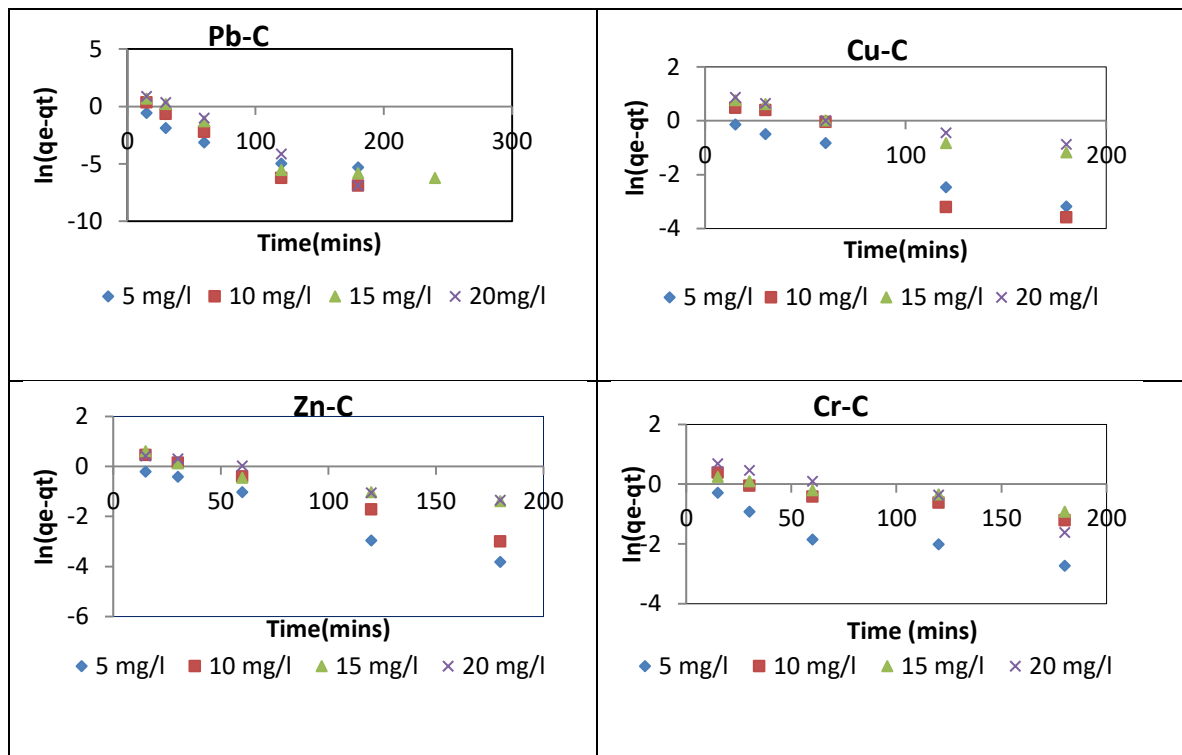 Pb-C
5
0
-5
-10
0
100
200
300
ln(qe-qt)
Time(mins)
5 mg/l 10 mg/l 15 mg/l 20mg/l
Cu-C
2
0
-2
-4
0
100
200
ln(qe-qt)
Time(mins)
5 mg/l 10 mg/l 15 mg/l 20 mg/l
Zn-C
2
0
-2
-4
-6
0
50
100
150
200
ln(qe-qt)
Time(mins)
5 mg/l 10 mg/l 15 mg/l 20 mg/l
Cr-C
2
0
-2
-4
0
50
100
150
200
ln(qe-qt)
Time (mins)
5 mg/l 10 mg/l 15 mg/l 20 mg/l